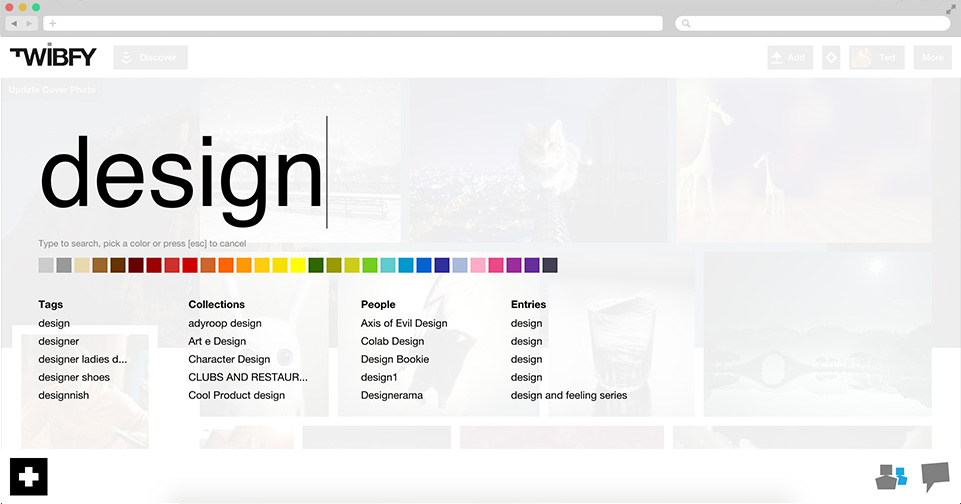 TWIBFY
Discover
Add
Ted
More
Update Cover Photo
design
Type to search, pick a color or press [esc] to cancel
Tags
design
designer
designer ladies d...
designer shoes
designnish
Collections
adyroop design
Art e Design
Character Design
CLUBS AND RESTAUR...
Cool Product design
People
Axis of Evil Design
Colab Design
Design Bookie
design1
Designerama
Entries
design
design
design
design
design and feeling series